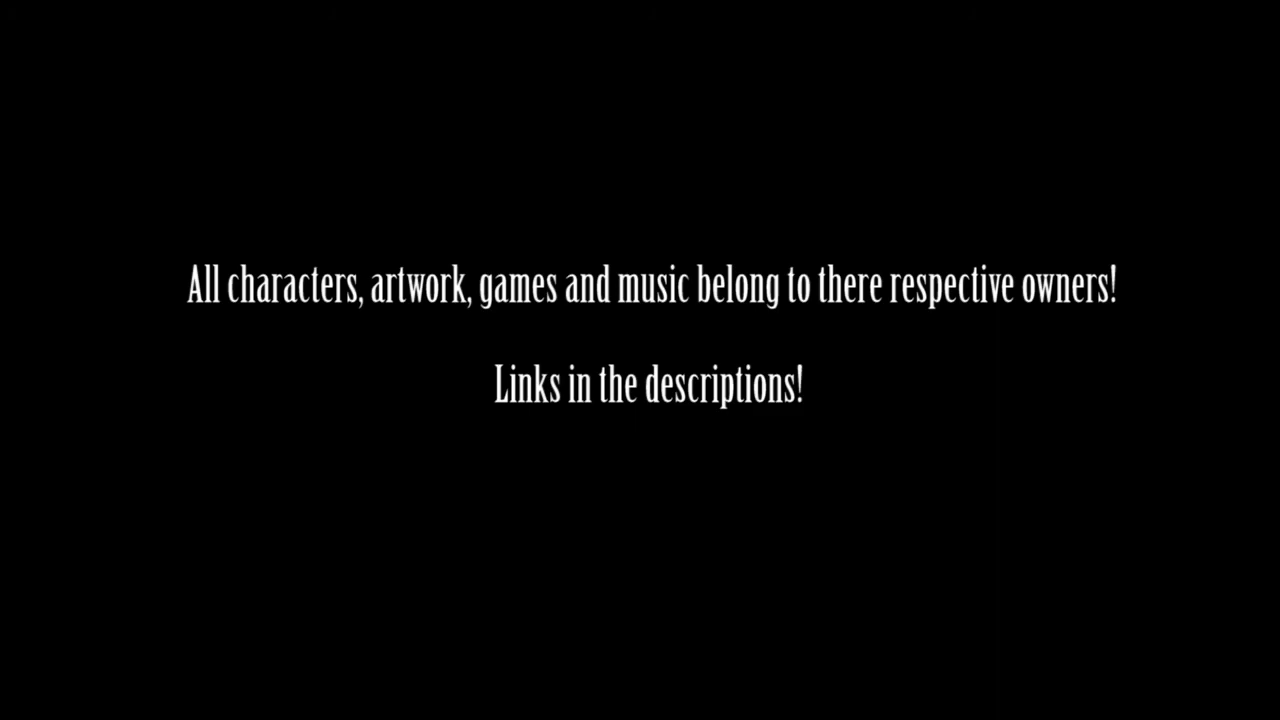 All characters, artwork, games and music belong to there respective owners!
Links in the descriptions!